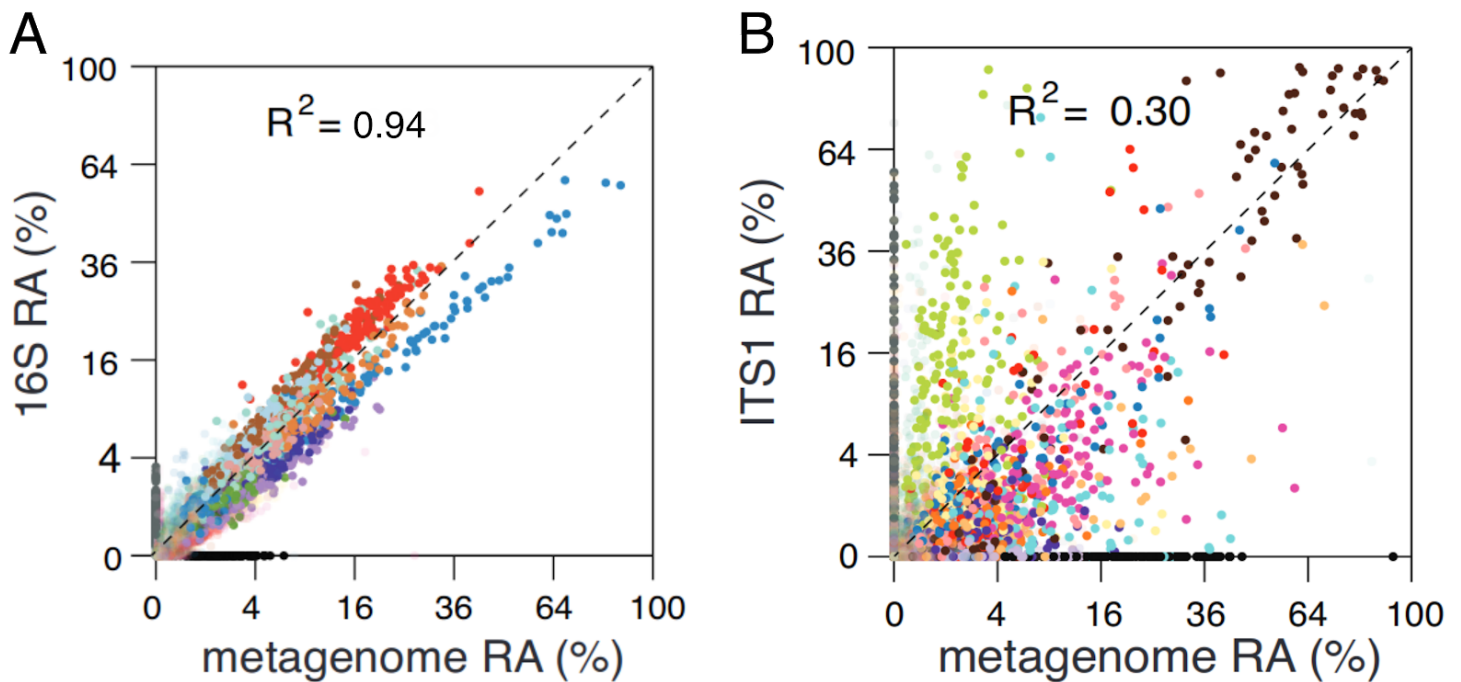 A
16S RA (%)
100
64
36
16
4
0
R2= 0.94
0 4 16 36 64 100
metagenome RA (%)
B
ITS1 RA (%)
100
64
36
16
4
0
R2= 0.30
0 4 16 36 64 100
metagenome RA (%)